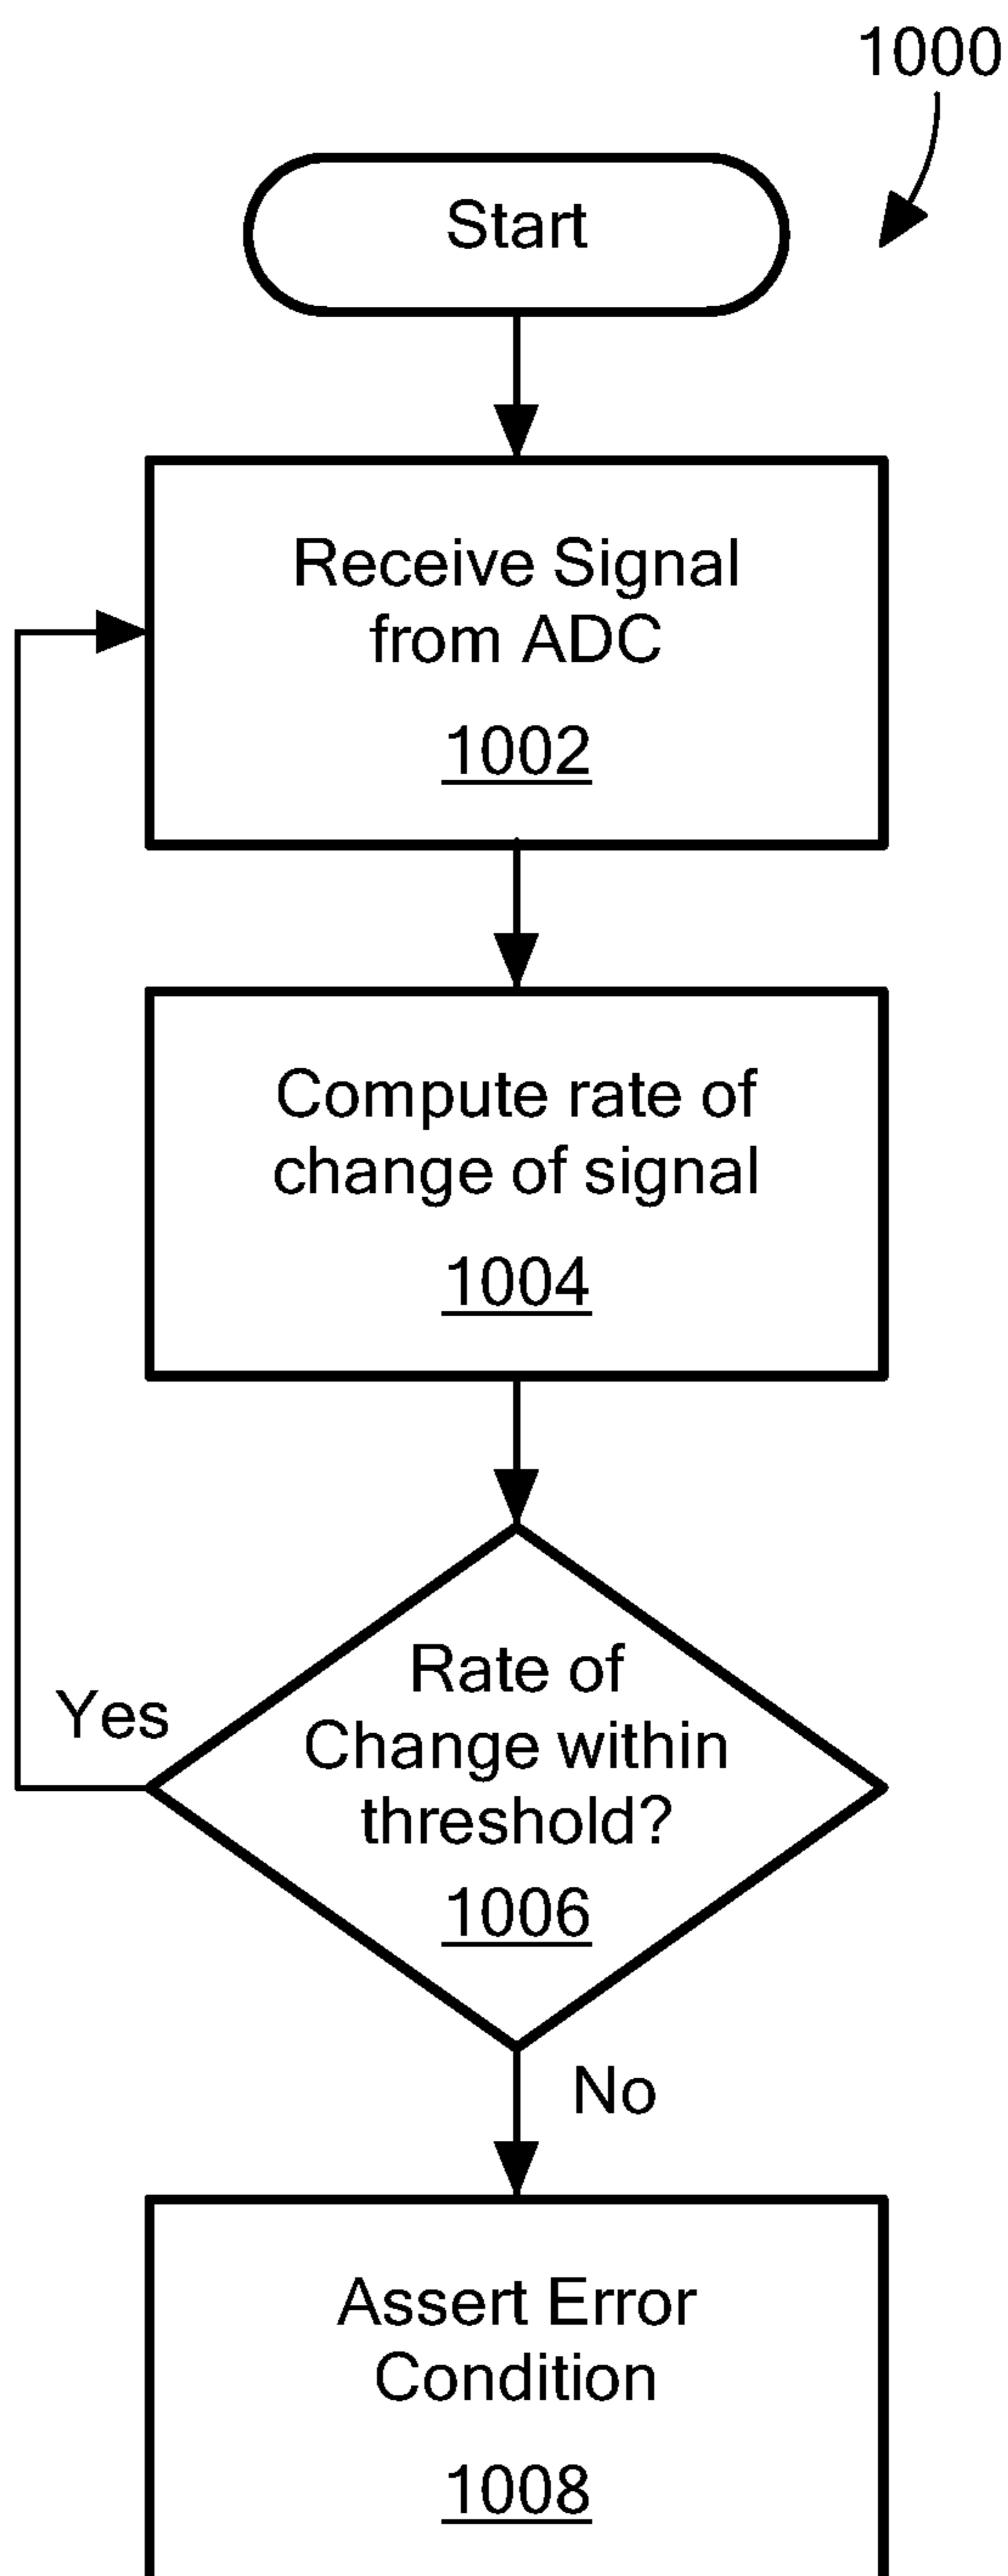 1000
Start
Receive Signal
from ADC
1002
Compute rate of
change of signal
1004
Rate of
Change within
threshold?
1006
Yes
No
Assert Error
Condition
1008